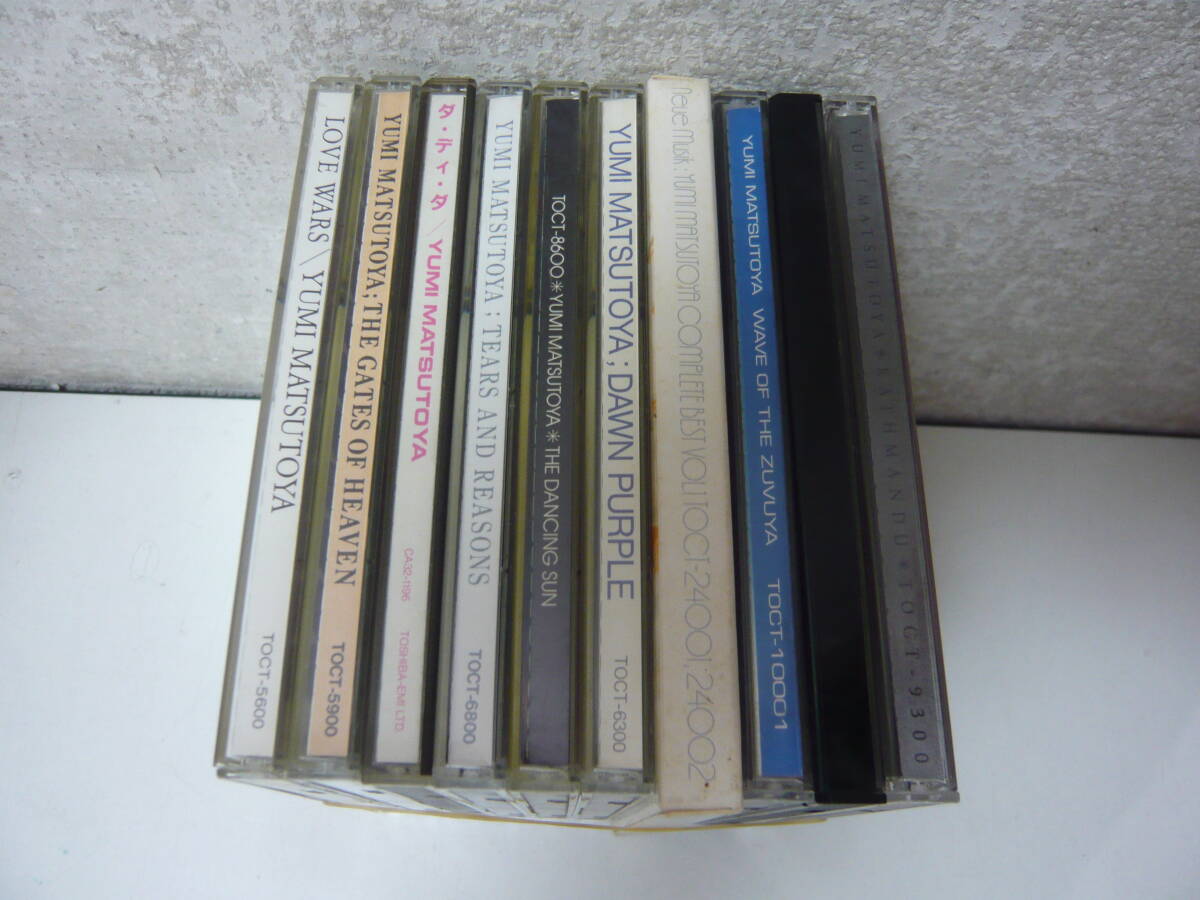 LOVE WARS \ YUMI MATSUTOYA TOCT-5600
YUMI MATSUTOYA;THE GATES OF HEAVEN TOCT-5900
ダ・ディ・ダ \ YUMI MATSUTOYA CA32-1196 TOSHIBA-EMI LTD.
YUMI MATSUTOYA ; TEARS AND REASONS TOCT-6800
TOCT-8600＊YUMI MATSUTOYA＊THE DANCING SUN
YUMI MATSUTOYA ; DAWN PURPLE TOCT-6300
Neue Musik : YUMI MATSUTOYA COMPLETE BEST VOL.1 TOCT-24001;24002
YUMI MATSUTOYA WAVE OF THE ZUVUYA TOCT-10001
YUMI MATSUTOYA＊KATHMANDU＊TOCT-9300